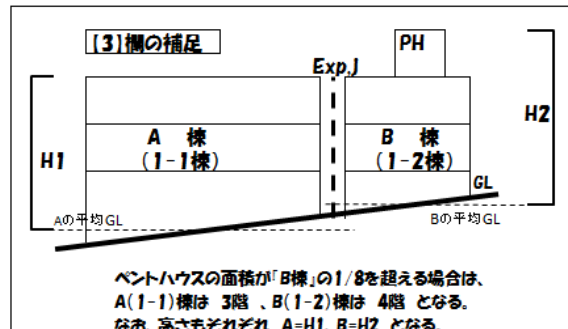 【3】欄の補足
PH
Exp,J
H2
A 棟
(1-1棟)
B 棟
(1-2棟)
H1
GL
Aの平均GL
Bの平均GL
ペントハウスの面積が「B棟」の1/8を超える場合は、
A(1-1)棟は 3階 、B(1-2)棟は 4階 となる。
なお、高さもそれぞれ、A=H1、B=H2 となる。